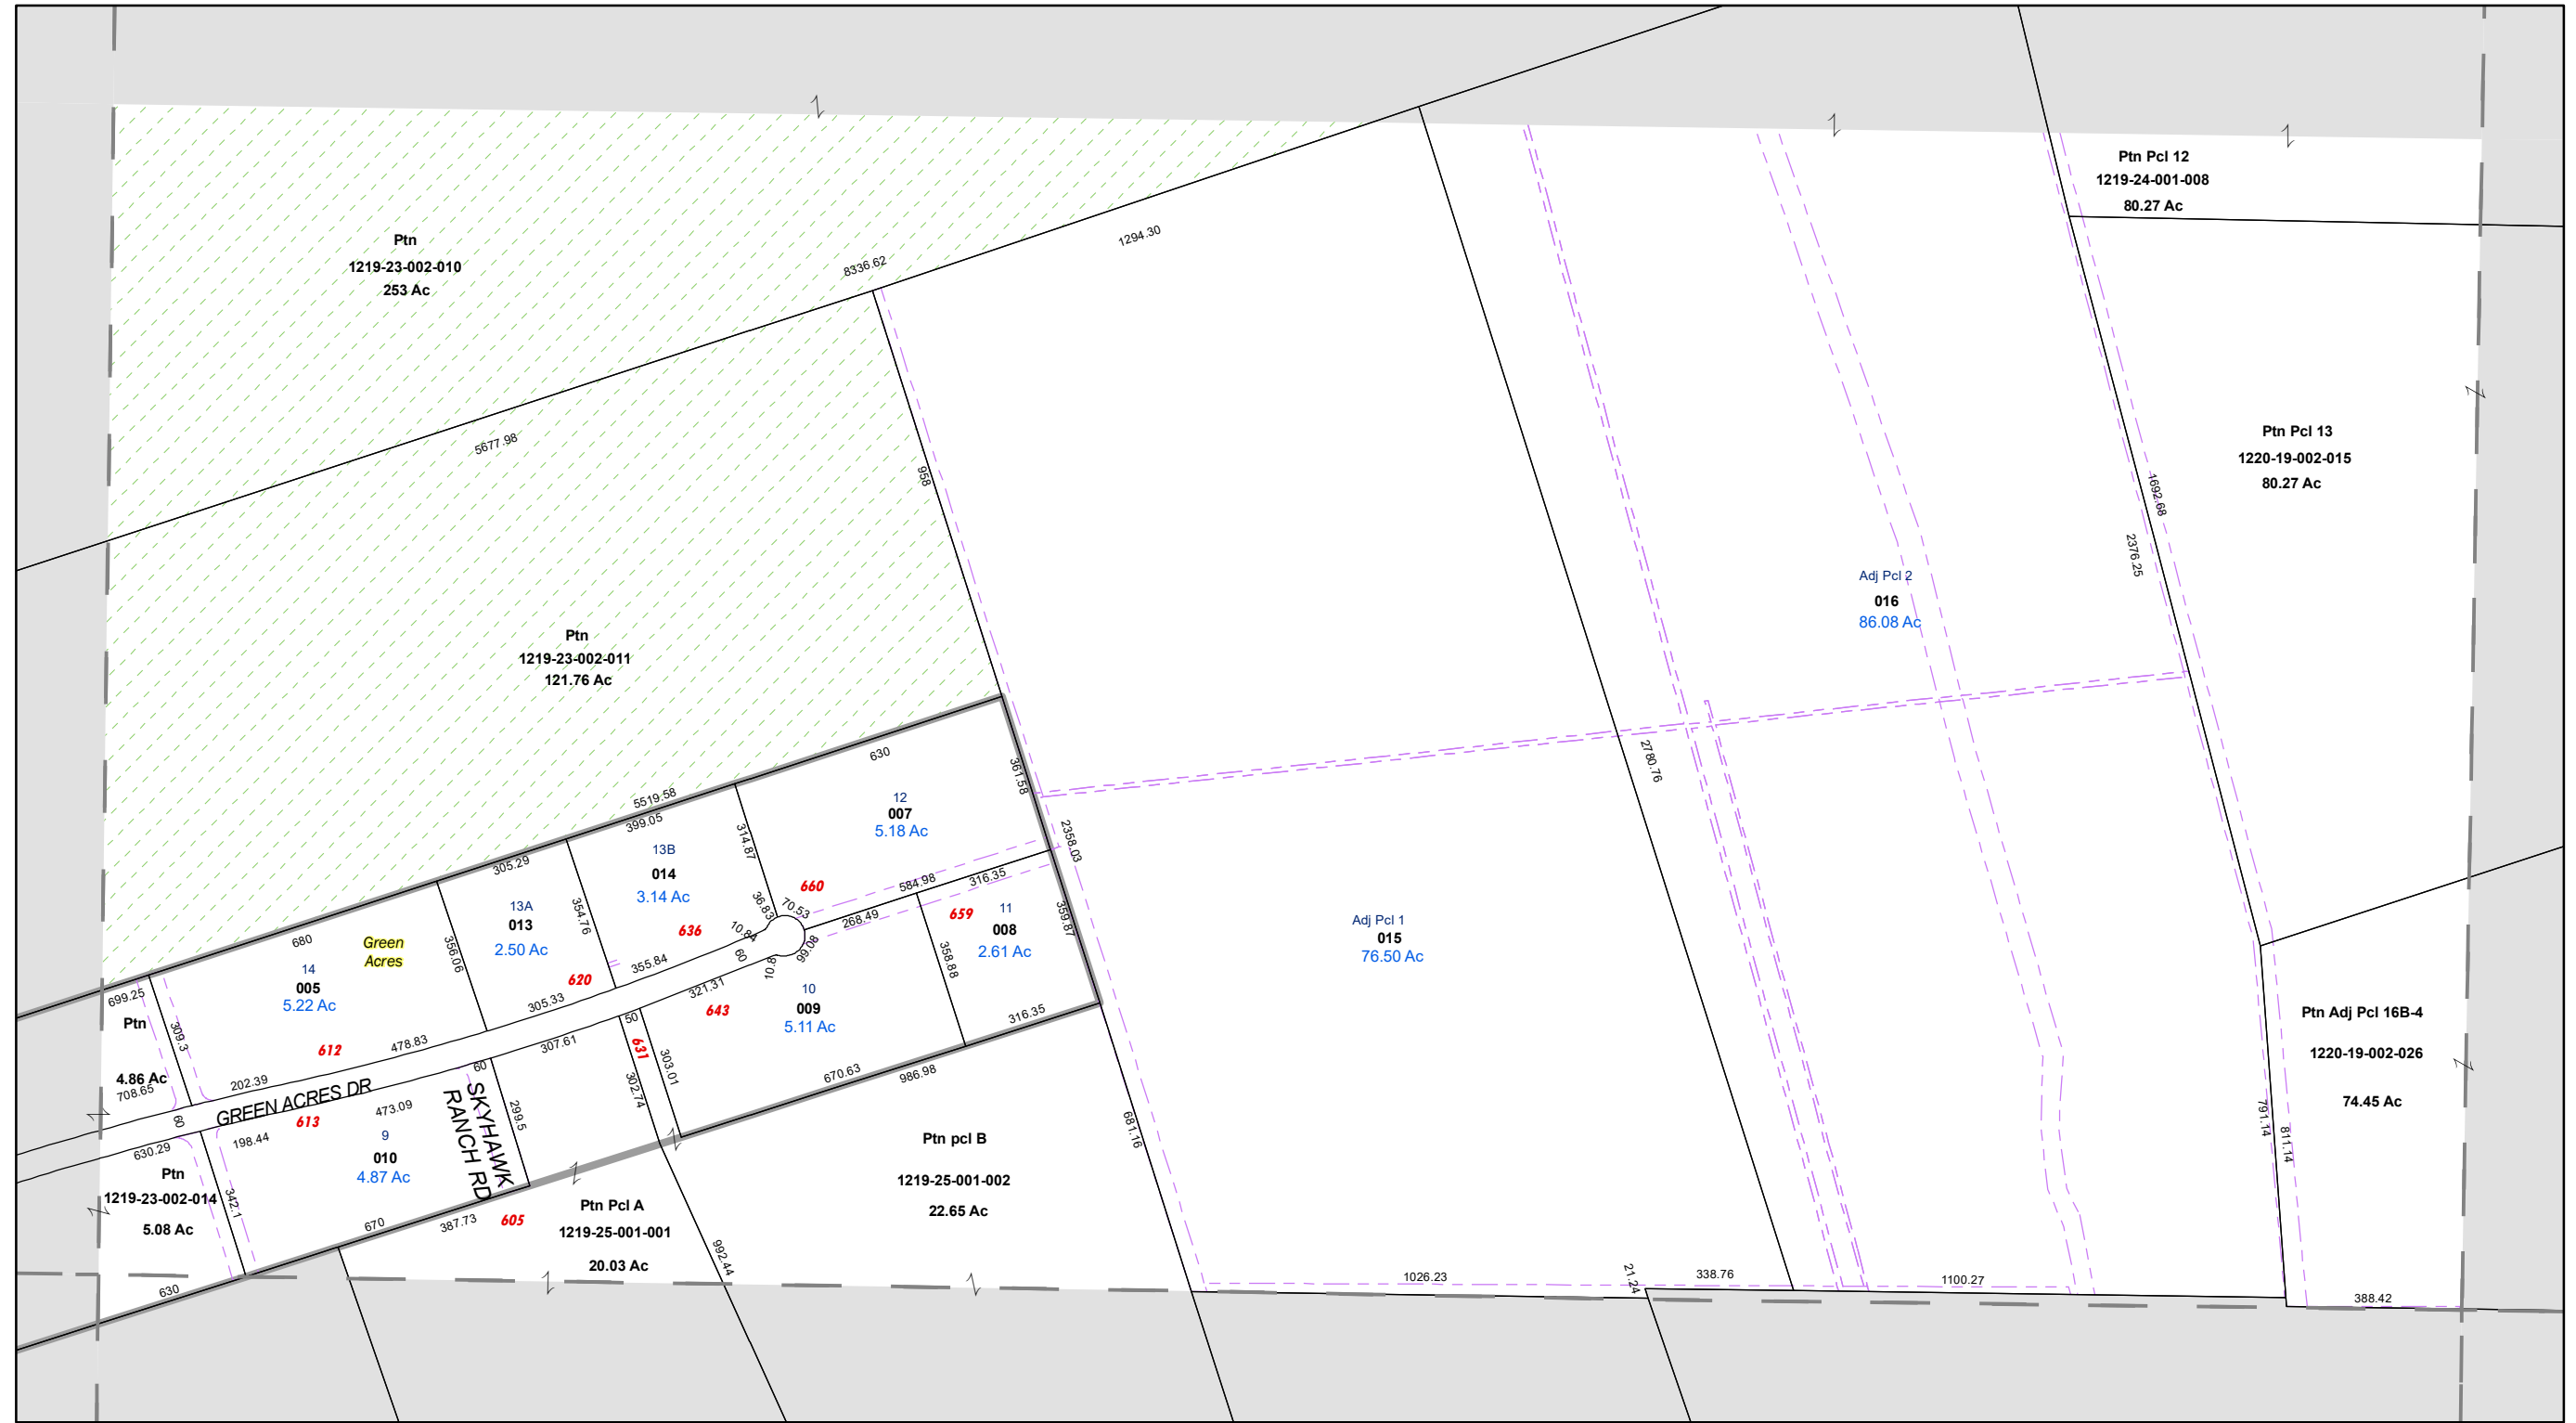 Ptn Pcl 12
1219-24-001-008
80.27 Ac
Ptn
1219-23-002-010
253 Ac
1294.30
8336.62
5677.98
958
Ptn Pcl 13
1220-19-002-015
80.27 Ac
1692.68
2376.25
Adj Pcl 2
016
86.08 Ac
Ptn
1219-23-002-011
121.76 Ac
2780.76
630
361.58
5519.58
399.05
12
007
5.18 Ac
314.87
2358.03
305.29
13B
014
3.14 Ac
13A
013
2.50 Ac
354.76
660
584.98
316.35
36.83
70.53
268.49
659
11
008
2.61 Ac
359.87
Adj Pcl 1
015
76.50 Ac
680
Green
Acres
356.06
636
10.84
60
99.08
10.8
358.88
14
005
5.22 Ac
620
355.84
305.33
321.31
643
10
009
5.11 Ac
316.35
699.25
Ptn
309.3
612
478.83
307.61
50
631
303.01
302.74
4.86 Ac
708.65
202.39
60
670.63
986.98
GREEN ACRES DR
60
613
473.09
198.44
SKYHAWK
RANCH RD
299.5
630.29
9
010
4.87 Ac
Ptn
1219-23-002-014
5.08 Ac
342.1
670
387.73
605
Ptn Pcl A
1219-25-001-001
20.03 Ac
992.44
Ptn pcl B
1219-25-001-002
22.65 Ac
681.16
Ptn Adj Pcl 16B-4
1220-19-002-026
74.45 Ac
791.14
811.14
630
1026.23
21.24
338.76
1100.27
388.42